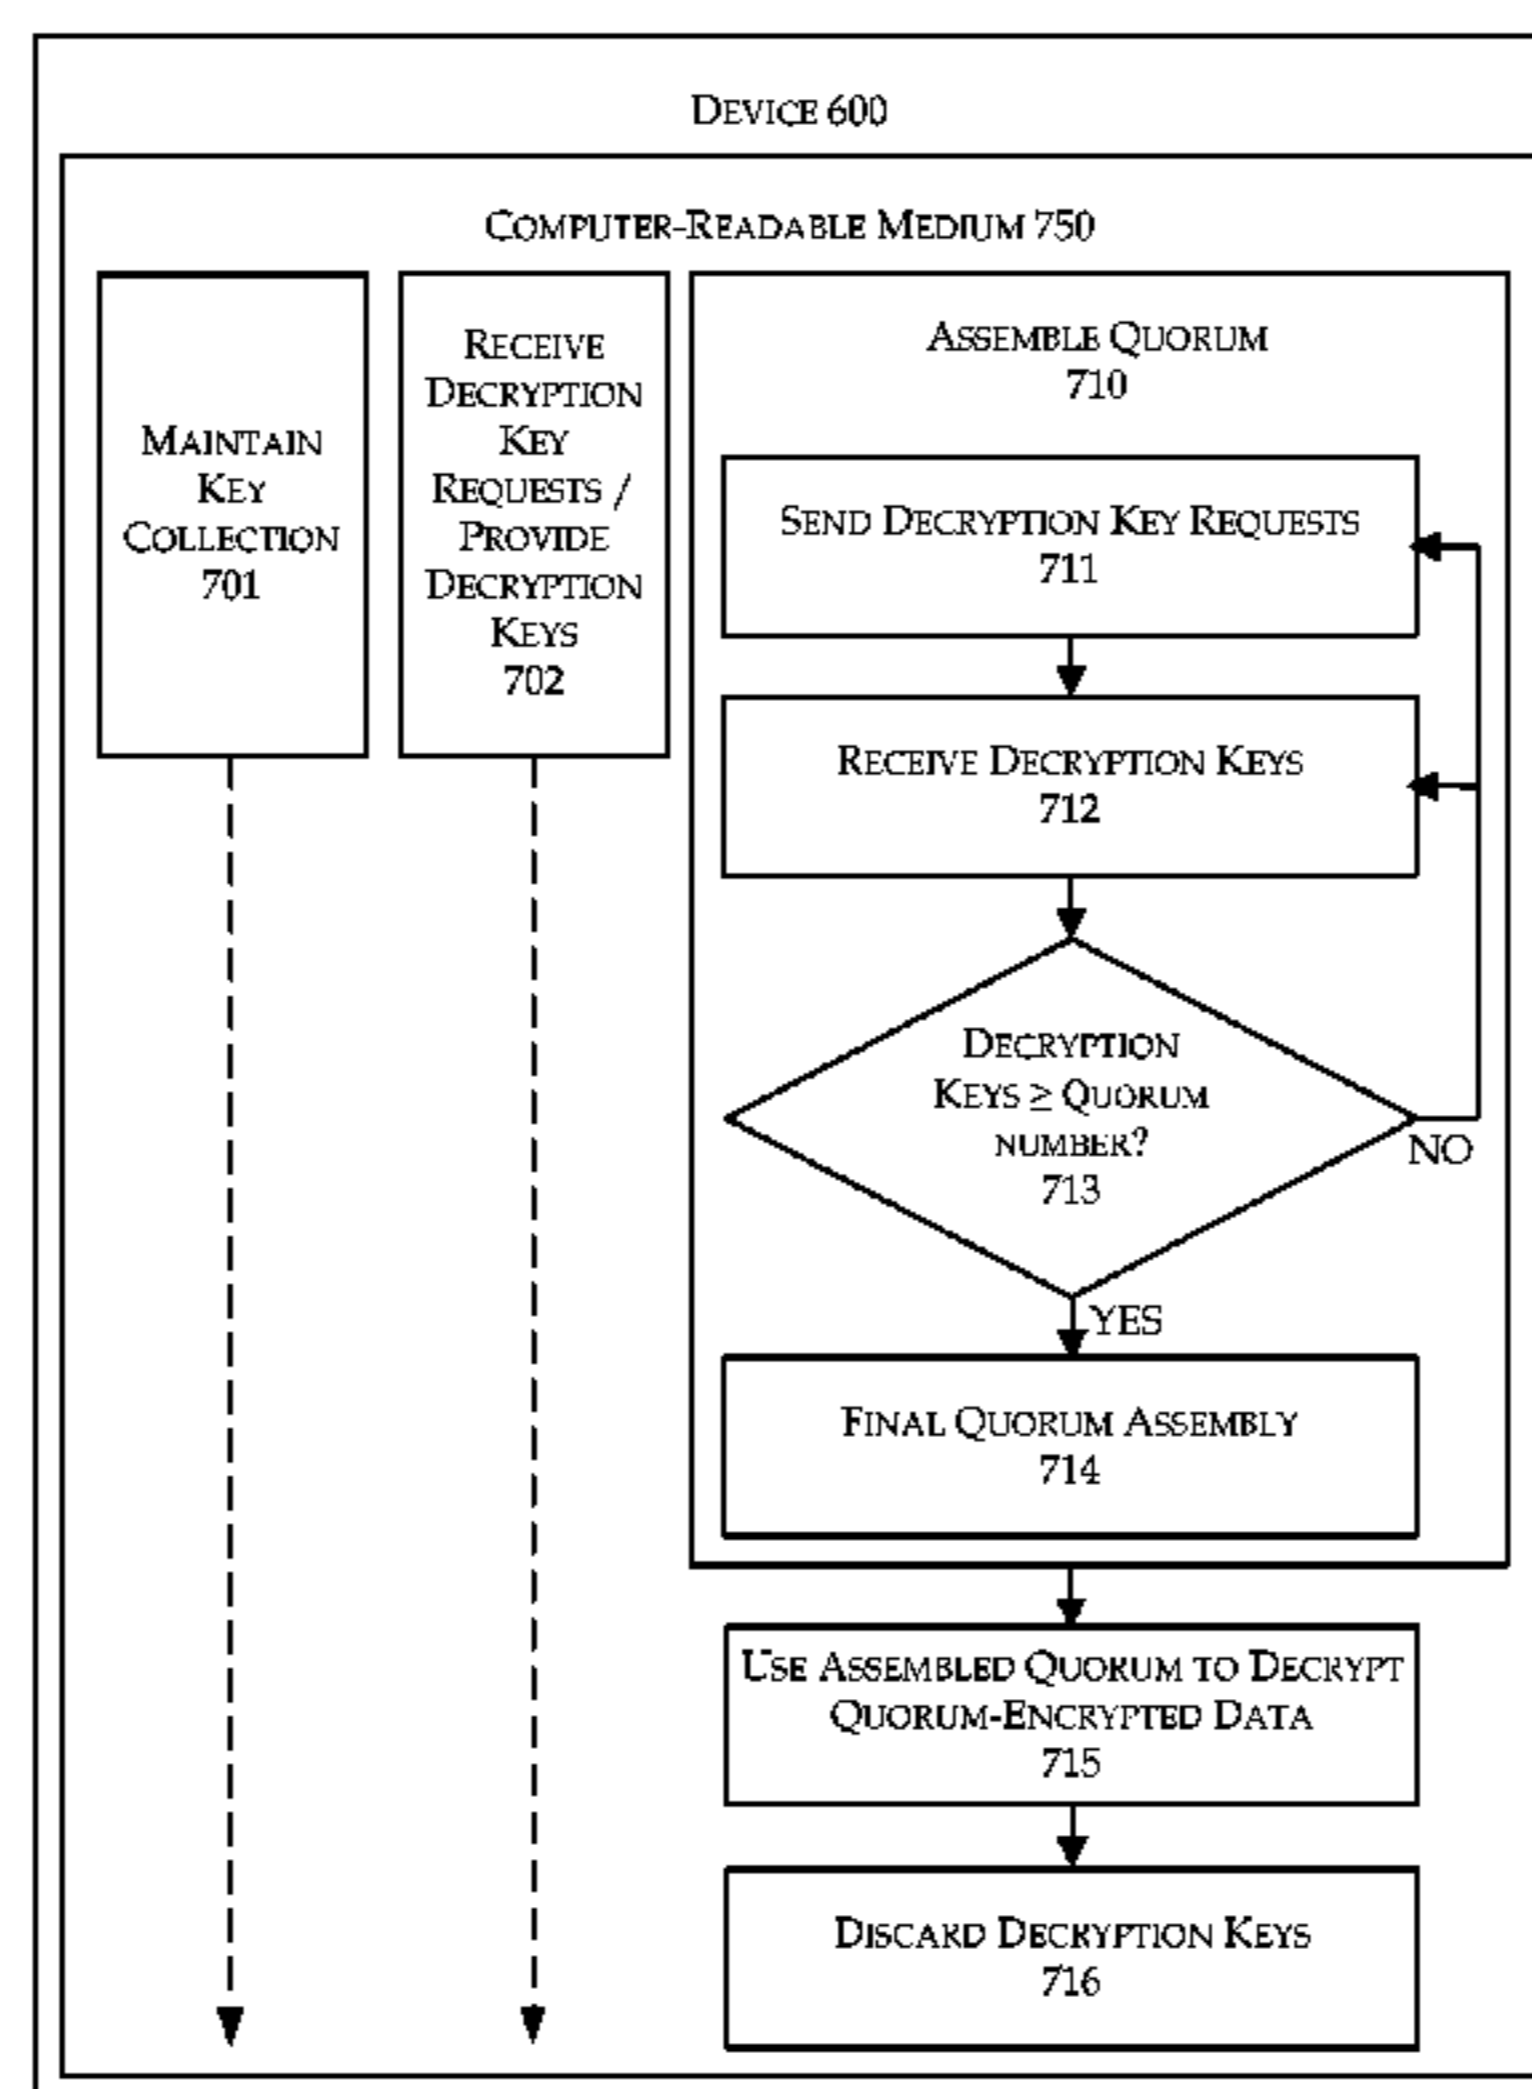 DEVICE 600
COMPUTER-READABLE MEDIUM 750
MAINTAIN
KEY
COLLECTION
701
RECEIVE
DECRYPTION
KEY
REQUESTS /
PROVIDE
DECRYPTION
KEYS
702
ASSEMBLE QUORUM
710
SEND DECRYPTION KEY REQUESTS
711
RECEIVE DECRYPTION KEYS
712
DECRYPTION
KEYS ≥ QUORUM
NUMBER?
713
NO
YES
FINAL QUORUM ASSEMBLY
714
USE ASSEMBLED QUORUM TO DECRYPT
QUORUM-ENCRYPTED DATA
715
DISCARD DECRYPTION KEYS
716